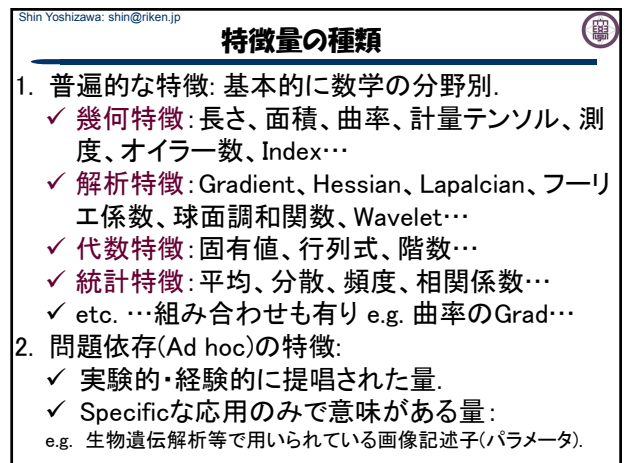 Shin Yoshizawa: shin@riken.jp
特徴量の種類
1. 普遍的な特徴: 基本的に数学の分野別.
✓ 幾何特徴:長さ、面積、曲率、計量テンソル、測
度、オイラー数、Index…
✓ 解析特徴:Gradient、Hessian、Lapalcian、フーリ
エ係数、球面調和関数、Wavelet…
✓ 代数特徴:固有値、行列式、階数…
✓ 統計特徴:平均、分散、頻度、相関係数…
✓ etc. …組み合わせも有り e.g. 曲率のGrad…
2. 問題依存(Ad hoc)の特徴:
✓ 実験的・経験的に提唱された量.
✓ Specificな応用のみで意味がある量:
e.g. 生物遺伝解析等で用いられている画像記述子(パラメータ).